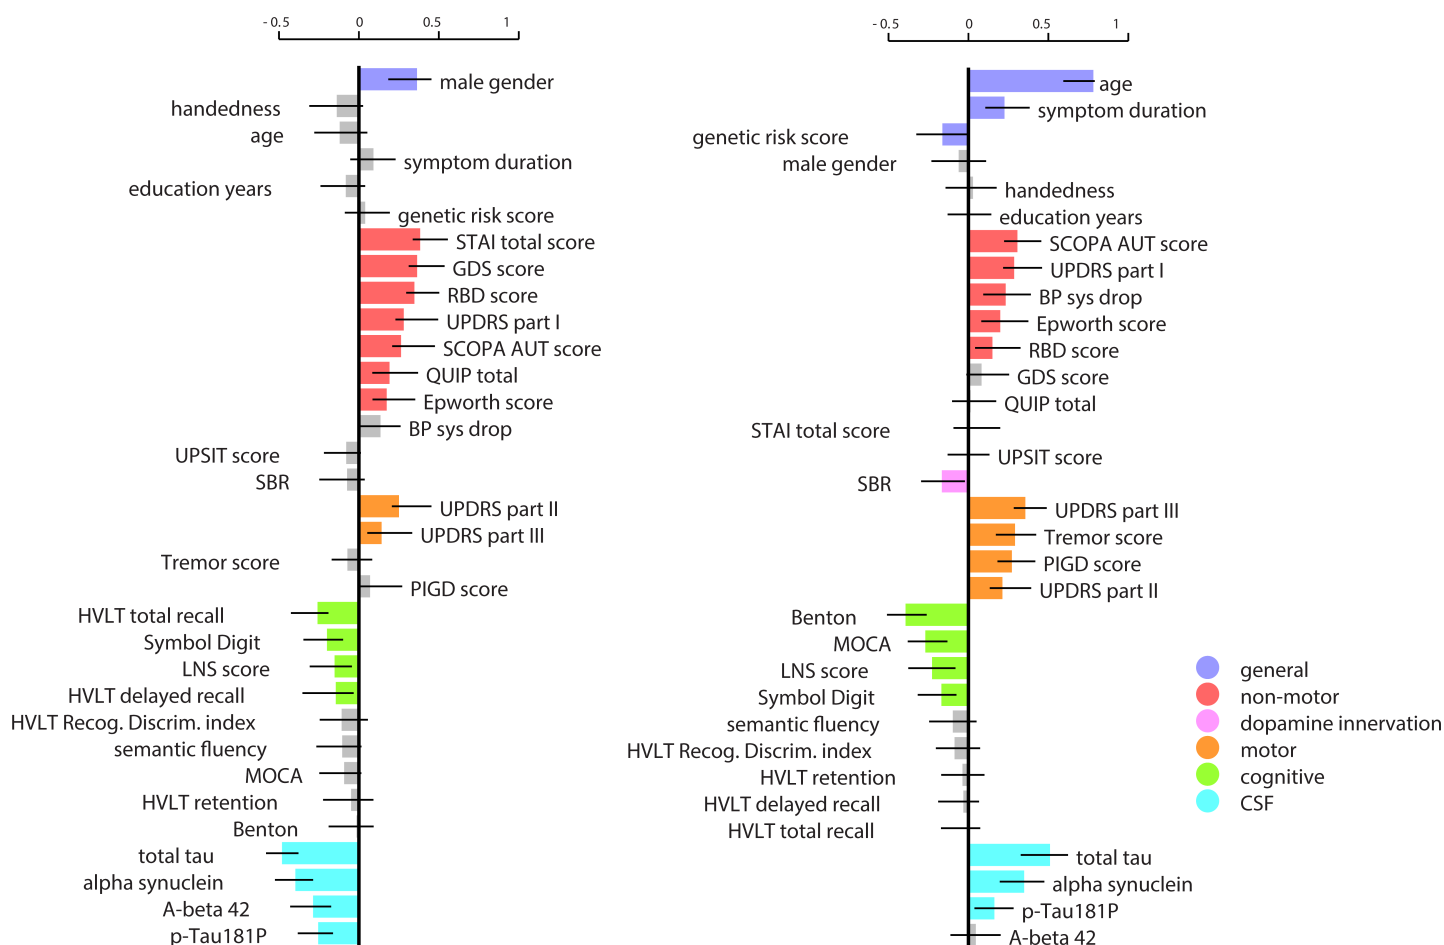 - 0.5 0 0.5 1
male gender
handedness
age
symptom duration
education years
genetic risk score
STAI total score
GDS score
RBD score
UPDRS part I
SCOPA AUT score
QUIP total
Epworth score
BP sys drop
UPSIT score
SBR
UPDRS part II
UPDRS part III
Tremor score
PIGD score
HVLT total recall
Symbol Digit
LNS score
HVLT delayed recall
HVLT Recog. Discrim. index
semantic fluency
MOCA
HVLT retention
Benton
total tau
alpha synuclein
A-beta 42
p-Tau181P
- 0.5 0 0.5 1
age
symptom duration
genetic risk score
male gender
handedness
education years
SCOPA AUT score
UPDRS part I
BP sys drop
Epworth score
RBD score
GDS score
QUIP total
STAI total score
UPSIT score
SBR
UPDRS part III
Tremor score
PIGD score
UPDRS part II
Benton
MOCA
LNS score
Symbol Digit
semantic fluency
HVLT Recog. Discrim. index
HVLT retention
HVLT delayed recall
HVLT total recall
total tau
alpha synuclein
p-Tau181P
A-beta 42
general
non-motor
dopamine innervation
motor
cognitive
CSF